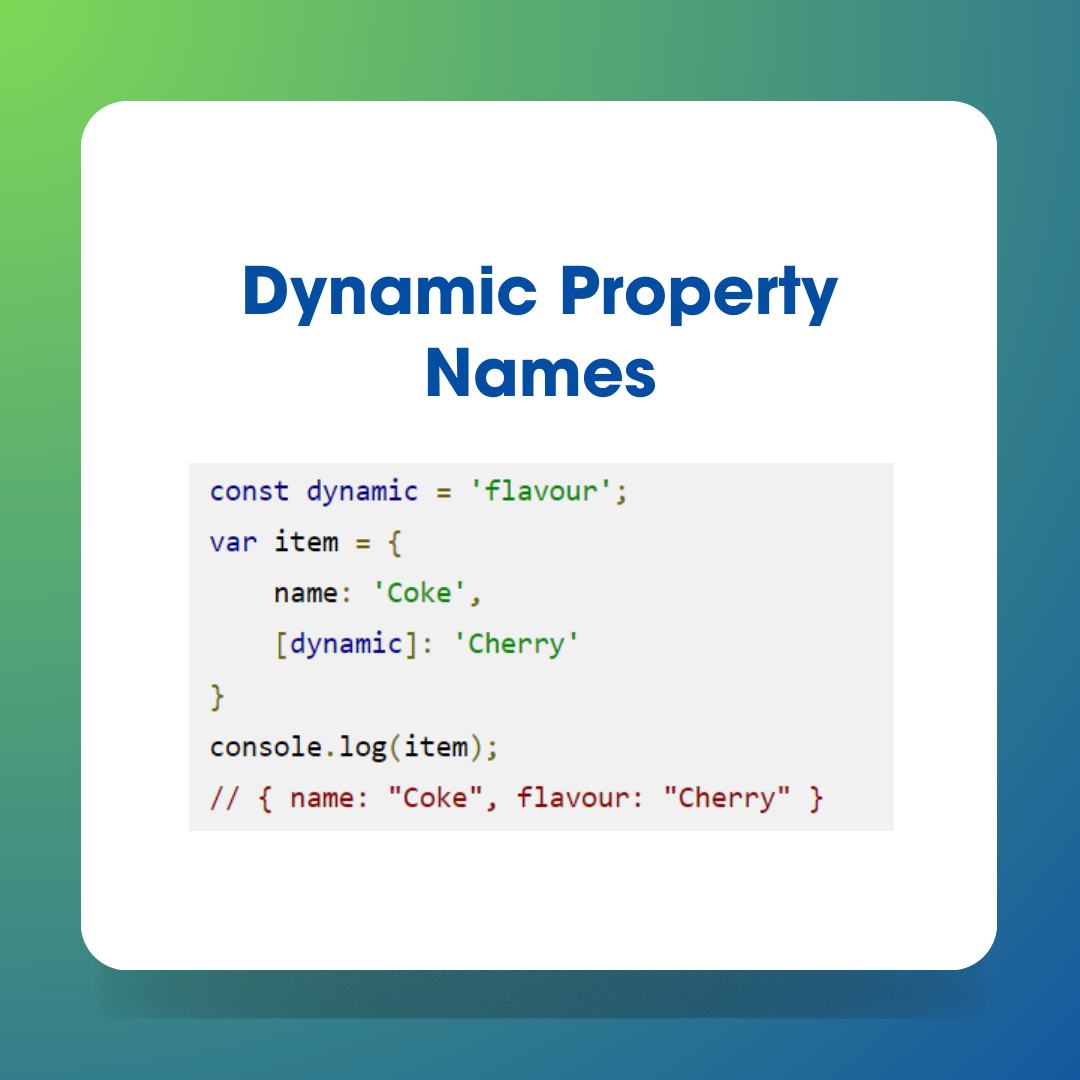 Dynamic Property
Names
const dynamic = 'flavour';
var item = {
    name: 'Coke',
    [dynamic]: 'Cherry'
}
console.log(item);
// { name: "Coke", flavour: "Cherry" }